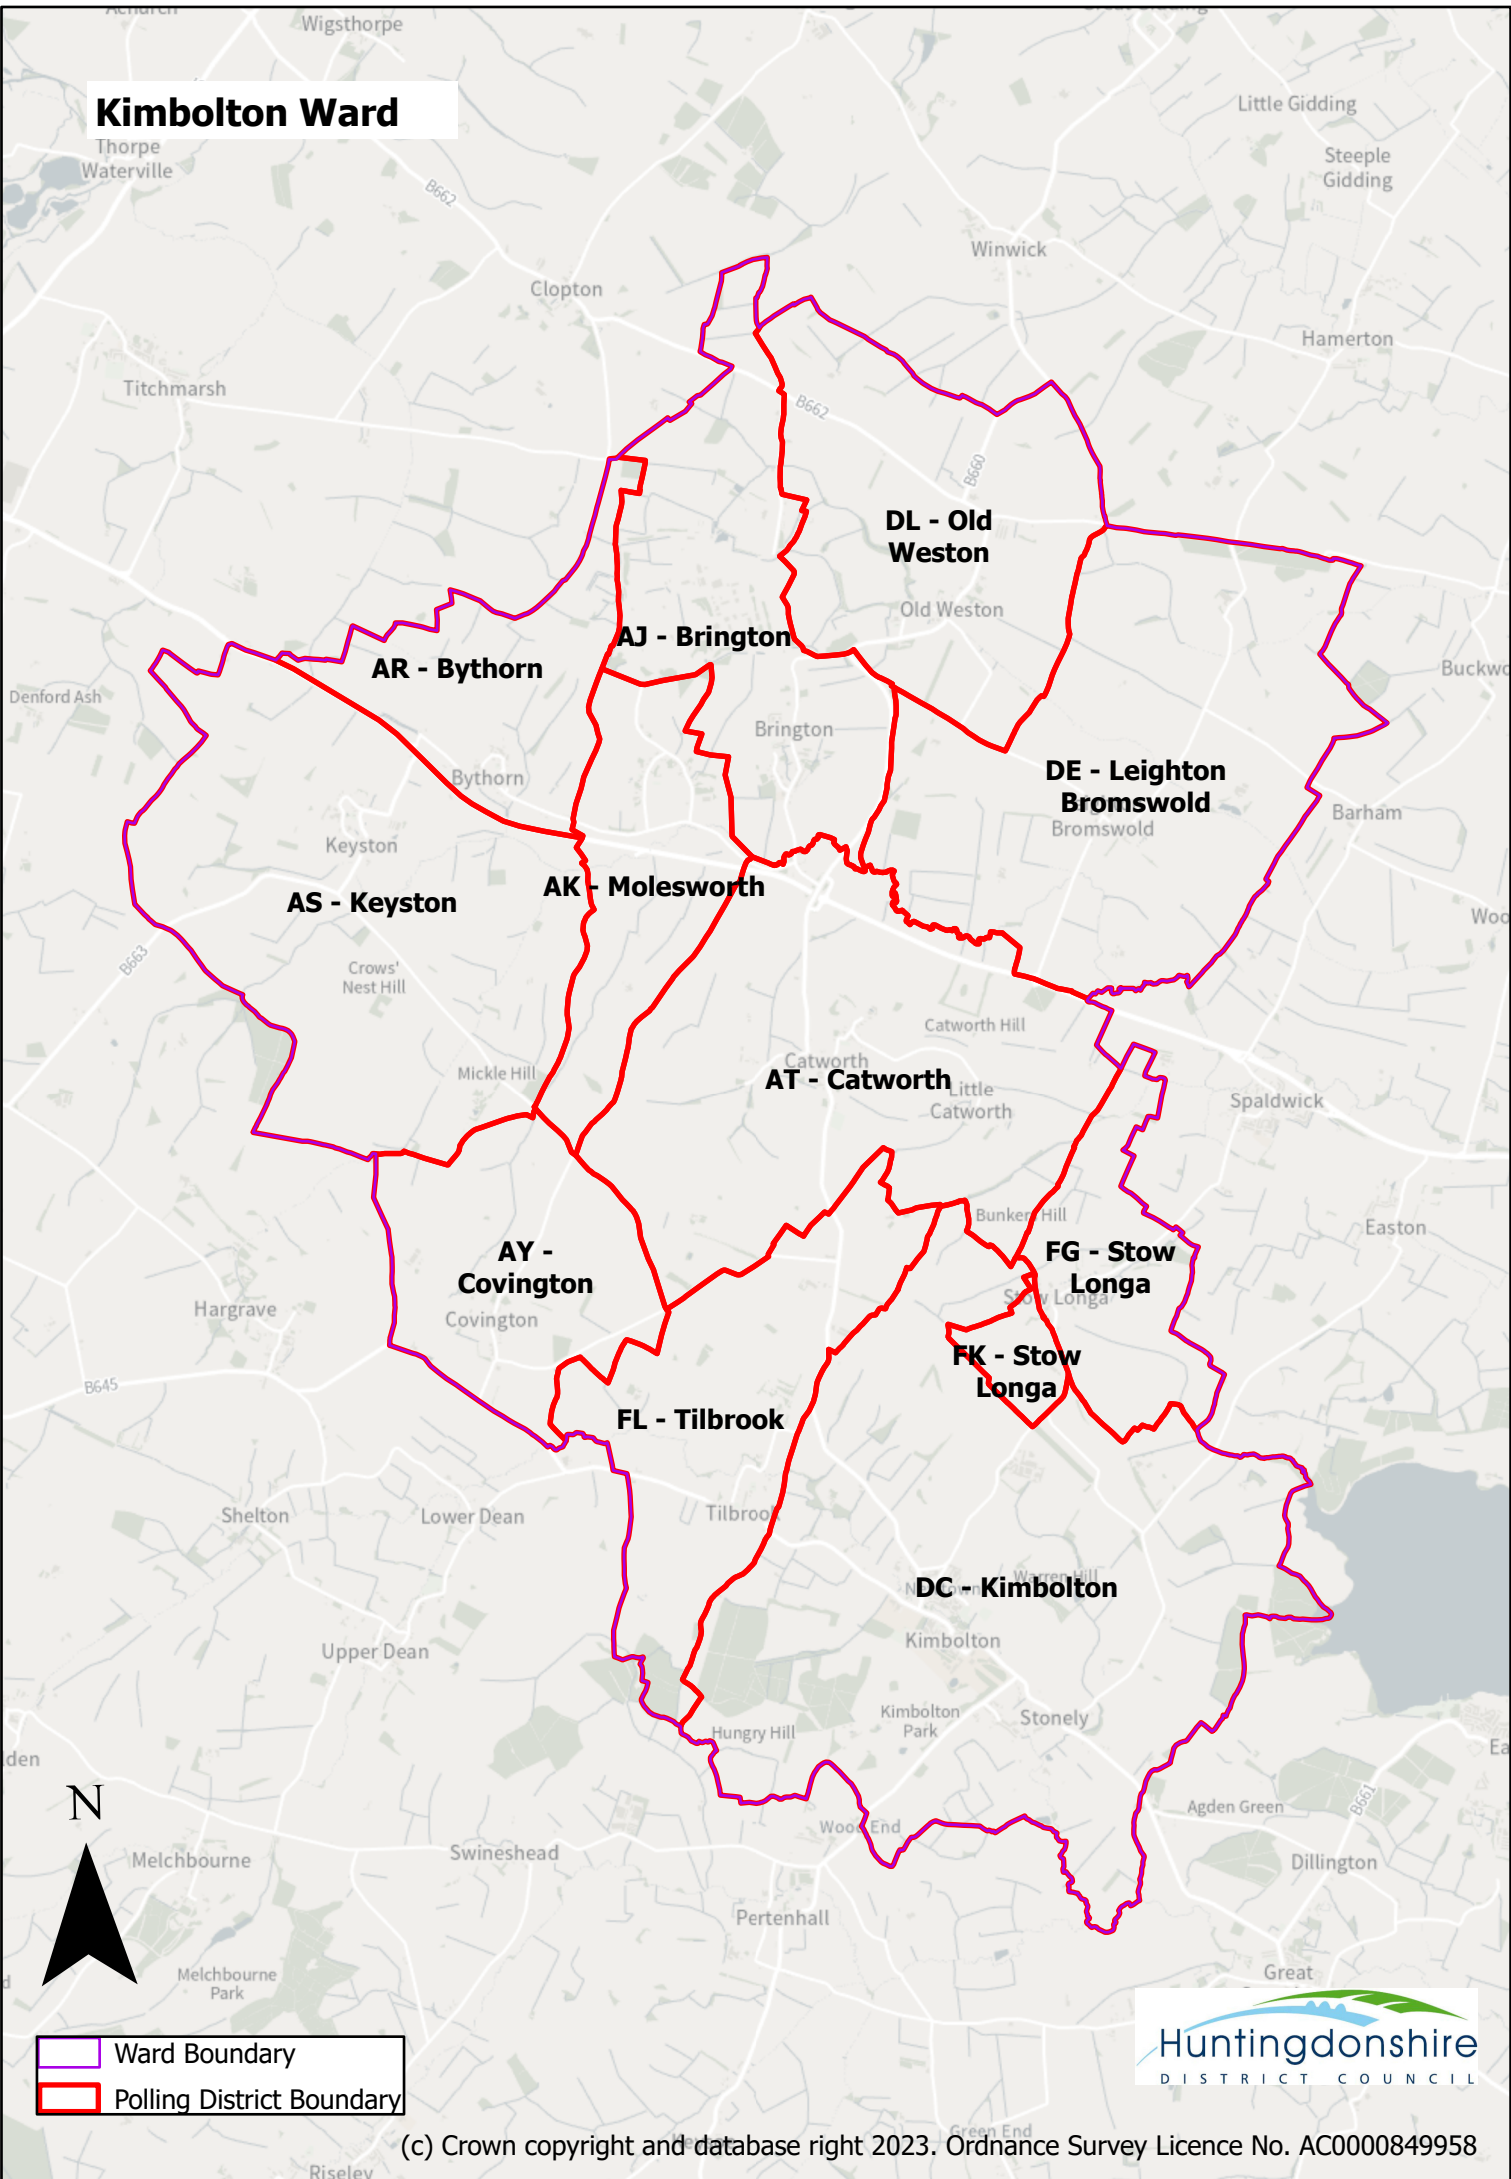 Wigsthorpe
Kimbolton Ward
Little Gidding
Thorpe
Waterville
Steeple
Gidding
B662
Winwick
Clopton
Hamerton
Titchmarsh
B662
B660
DL - Old
Weston
Old Weston
AJ - Brington
AR - Bythorn
Buckwo
Denford Ash
Brington
DE - Leighton
Bromswold
Bythorn
Barham
Bromswold
Keyston
AK - Molesworth
AS - Keyston
Woo
B663
Crows'
Nest Hill
Catworth Hill
Catworth
Mickle Hill
AT - Catworth
Little
Catworth
Spaldwick
Bunkers Hill
Easton
AY -
Covington
FG - Stow
Longa
Stow Longa
Hargrave
Covington
FK - Stow
Longa
B645
FL - Tilbrook
Shelton
Lower Dean
Tilbrook
Warren Hill
DC - Kimbolton
Kimbolton
Upper Dean
Kimbolton
Park
Stonely
Hungry Hill
den
Ea
N
Agden Green
B661
Wood End
Swineshead
Melchbourne
Dillington
Pertenhall
Melchbourne
Park
Great
Huntingdonshire
DISTRICT COUNCIL
Ward Boundary
Polling District Boundary
Green End
(c) Crown copyright and database right 2023. Ordnance Survey Licence No. AC0000849958
Riseley